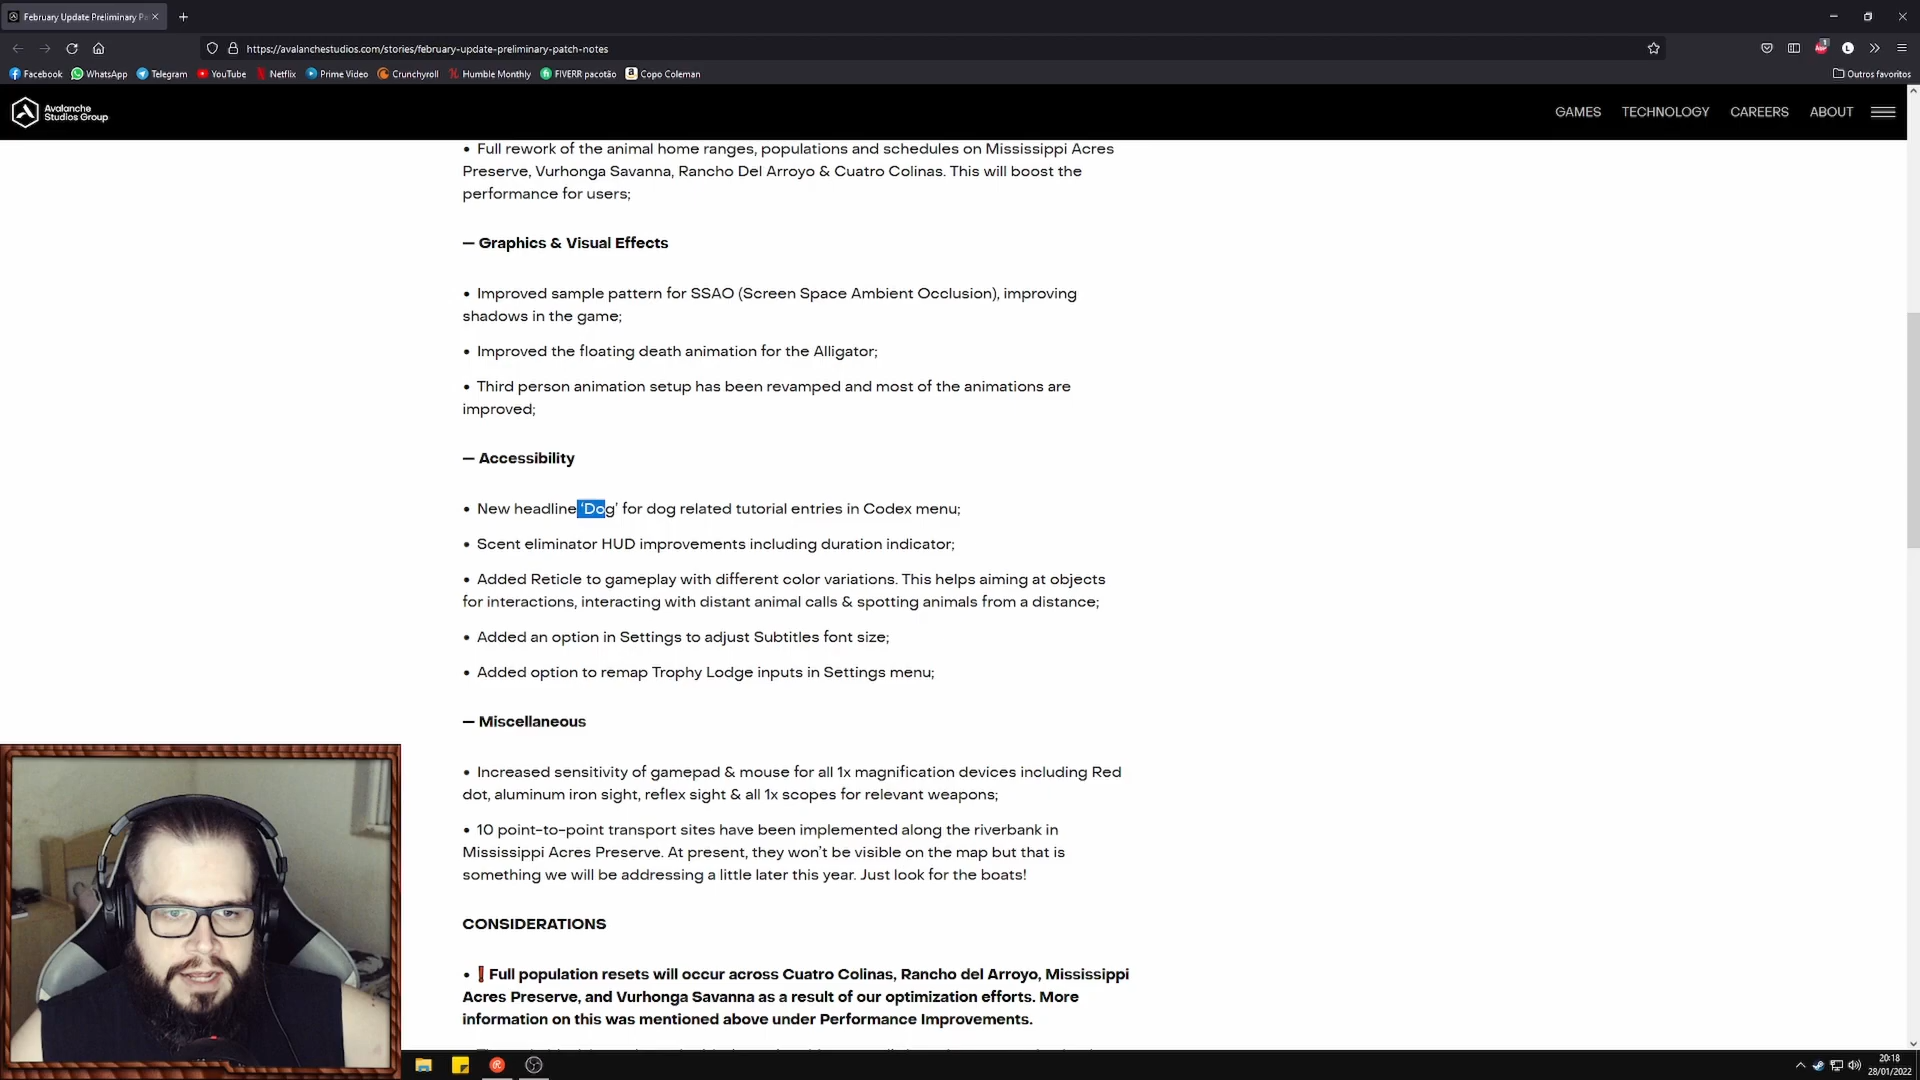 February Update Preliminary Pa
https://avalanchestudios.com/stories/february-update-preliminary-patch-notes
1
Facebook WhatsApp Telegram YouTube Netflix Prime Video Crunchyroll Humble Monthly FIVERR pacotão Copo Coleman Outros favoritos
Avalanche
Studios Group
GAMES TECHNOLOGY CAREERS ABOUT
• Full rework of the animal home ranges, populations and schedules on Mississippi Acres
Preserve, Vurhonga Savanna, Rancho Del Arroyo & Cuatro Colinas. This will boost the
performance for users;
— Graphics & Visual Effects
• Improved sample pattern for SSAO (Screen Space Ambient Occlusion), improving
shadows in the game;
• Improved the floating death animation for the Alligator;
• Third person animation setup has been revamped and most of the animations are
improved;
— Accessibility
• New headline ‘Dog’ for dog related tutorial entries in Codex menu;
• Scent eliminator HUD improvements including duration indicator;
• Added Reticle to gameplay with different color variations. This helps aiming at objects
for interactions, interacting with distant animal calls & spotting animals from a distance;
• Added an option in Settings to adjust Subtitles font size;
• Added option to remap Trophy Lodge inputs in Settings menu;
— Miscellaneous
• Increased sensitivity of gamepad & mouse for all 1x magnification devices including Red
dot, aluminum iron sight, reflex sight & all 1x scopes for relevant weapons;
• 10 point-to-point transport sites have been implemented along the riverbank in
Mississippi Acres Preserve. At present, they won’t be visible on the map but that is
something we will be addressing a little later this year. Just look for the boats!
CONSIDERATIONS
• ❗Full population resets will occur across Cuatro Colinas, Rancho del Arroyo, Mississippi
Acres Preserve, and Vurhonga Savanna as a result of our optimization efforts. More
information on this was mentioned above under Performance Improvements.
20:18
28/01/2022